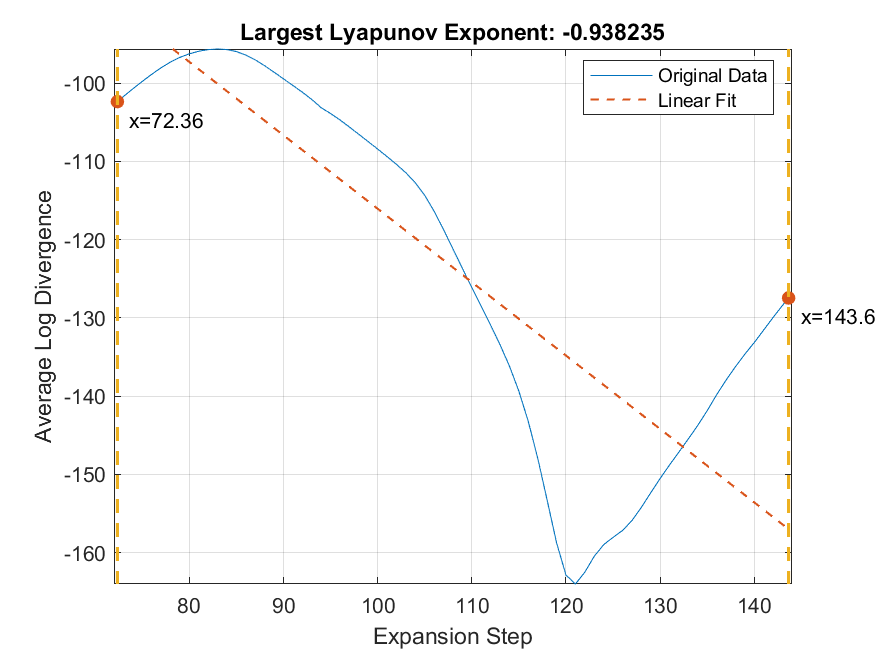 Largest Lyapunov Exponent: -0.938235
Original Data
Linear Fit
x=72.36
x=143.6
Average Log Divergence
-100
-110
-120
-130
-140
-150
-160
80 90 100 110 120 130 140
Expansion Step